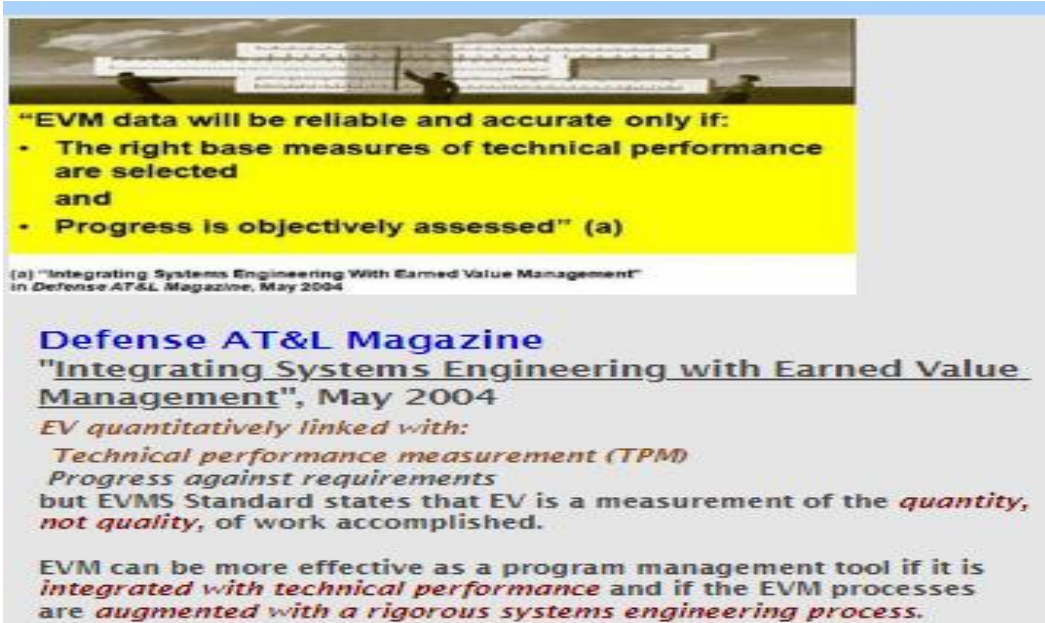 “EVM data will be reliable and accurate only if:
• The right base measures of technical performance
are selected
and
• Progress is objectively assessed” (a)
(a) “Integrating Systems Engineering With Earned Value Management”
in Defense AT&L Magazine, May 2004
Defense AT&L Magazine
"Integrating Systems Engineering with Earned Value
Management", May 2004
EV quantitatively linked with:
Technical performance measurement (TPM)
Progress against requirements
but EVMS Standard states that EV is a measurement of the quantity,
not quality, of work accomplished.
EVM can be more effective as a program management tool if it is
integrated with technical performance and if the EVM processes
are augmented with a rigorous systems engineering process.